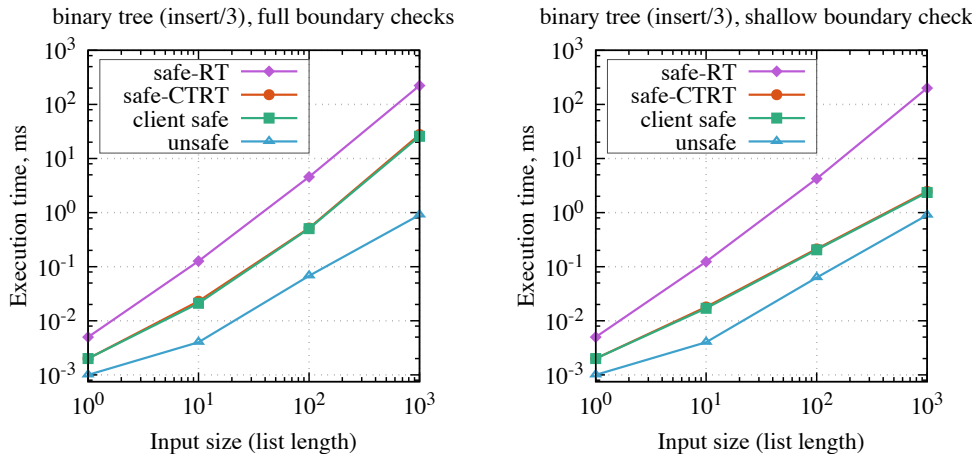 binary tree (insert/3), full boundary checks
10^3
10^2
10^1
10^0
10^-1
10^-2
10^-3
Execution time, ms
safe-RT
safe-CTRT
client safe
unsafe
10^0
10^1
10^2
10^3
Input size (list length)
binary tree (insert/3), shallow boundary check
10^3
10^2
10^1
10^0
10^-1
10^-2
10^-3
Execution time, ms
safe-RT
safe-CTRT
client safe
unsafe
10^0
10^1
10^2
10^3
Input size (list length)